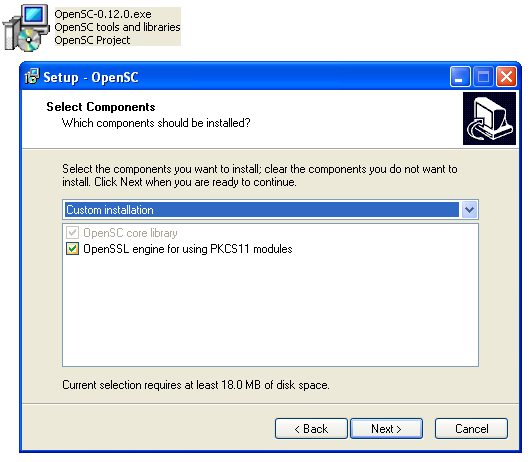 OpenSC-0.12.0.exe
OpenSC tools and libraries
OpenSC Project
Setup - OpenSC
Select Components
Which components should be installed?
Select the components you want to install; clear the components you do not want to
install. Click Next when you are ready to continue.
Custom installation
OpenSC core library
OpenSSL engine for using PKCS11 modules
Current selection requires at least 18.0 MB of disk space.
< Back Next > Cancel